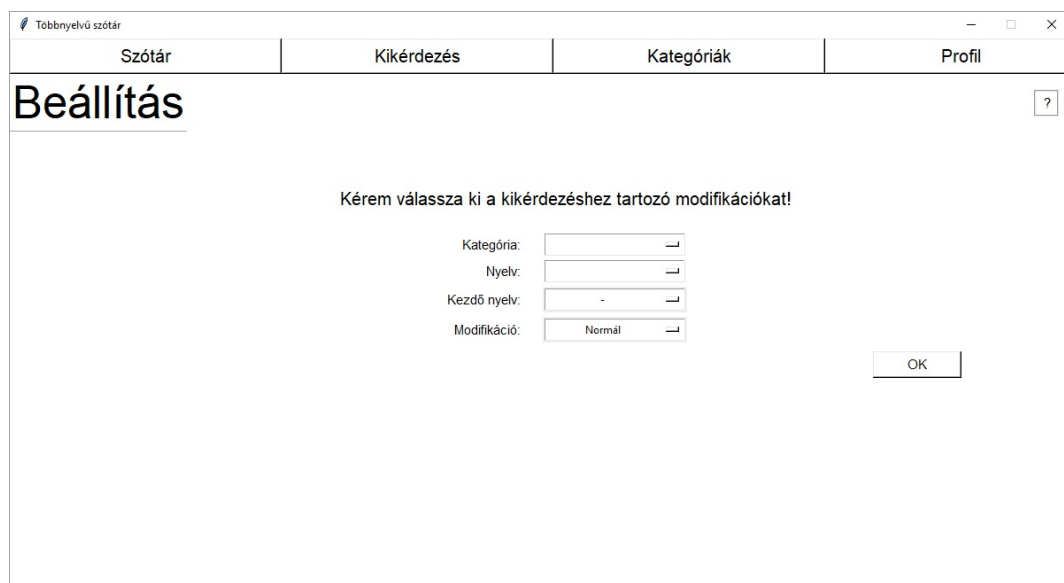 Többnyelvű szótár
Szótár Kikérdezés Kategóriák Profil
Beállítás
?
Kérem válassza ki a kikérdezéshez tartozó modifikációkat!
Kategória:
Nyelv:
Kezdő nyelv: -
Modifikáció: Normál
OK